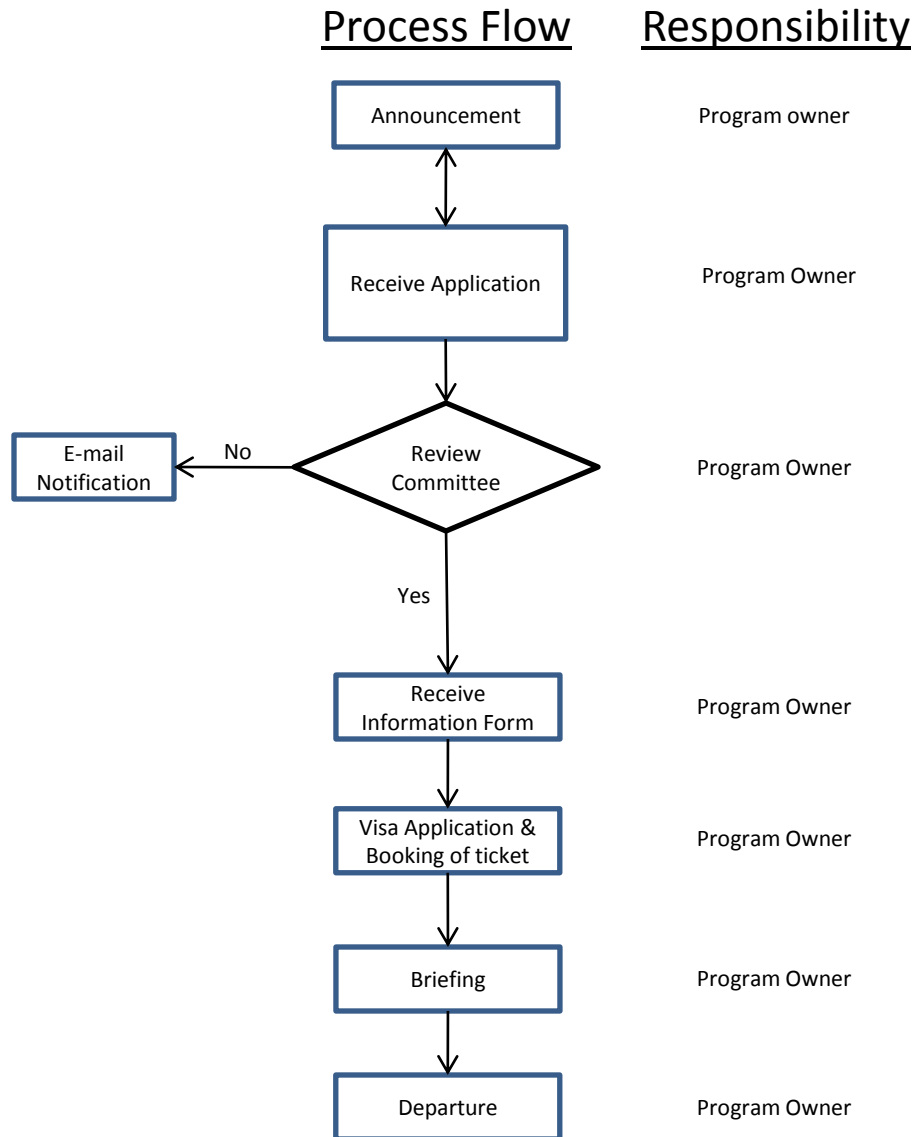 Process Flow
Responsibility
Announcement
Program owner
Receive Application
Program Owner
E-mail
Notification
No
Review
Committee
Program Owner
Yes
Receive
Information Form
Program Owner
Visa Application &
Booking of ticket
Program Owner
Briefing
Program Owner
Departure
Program Owner